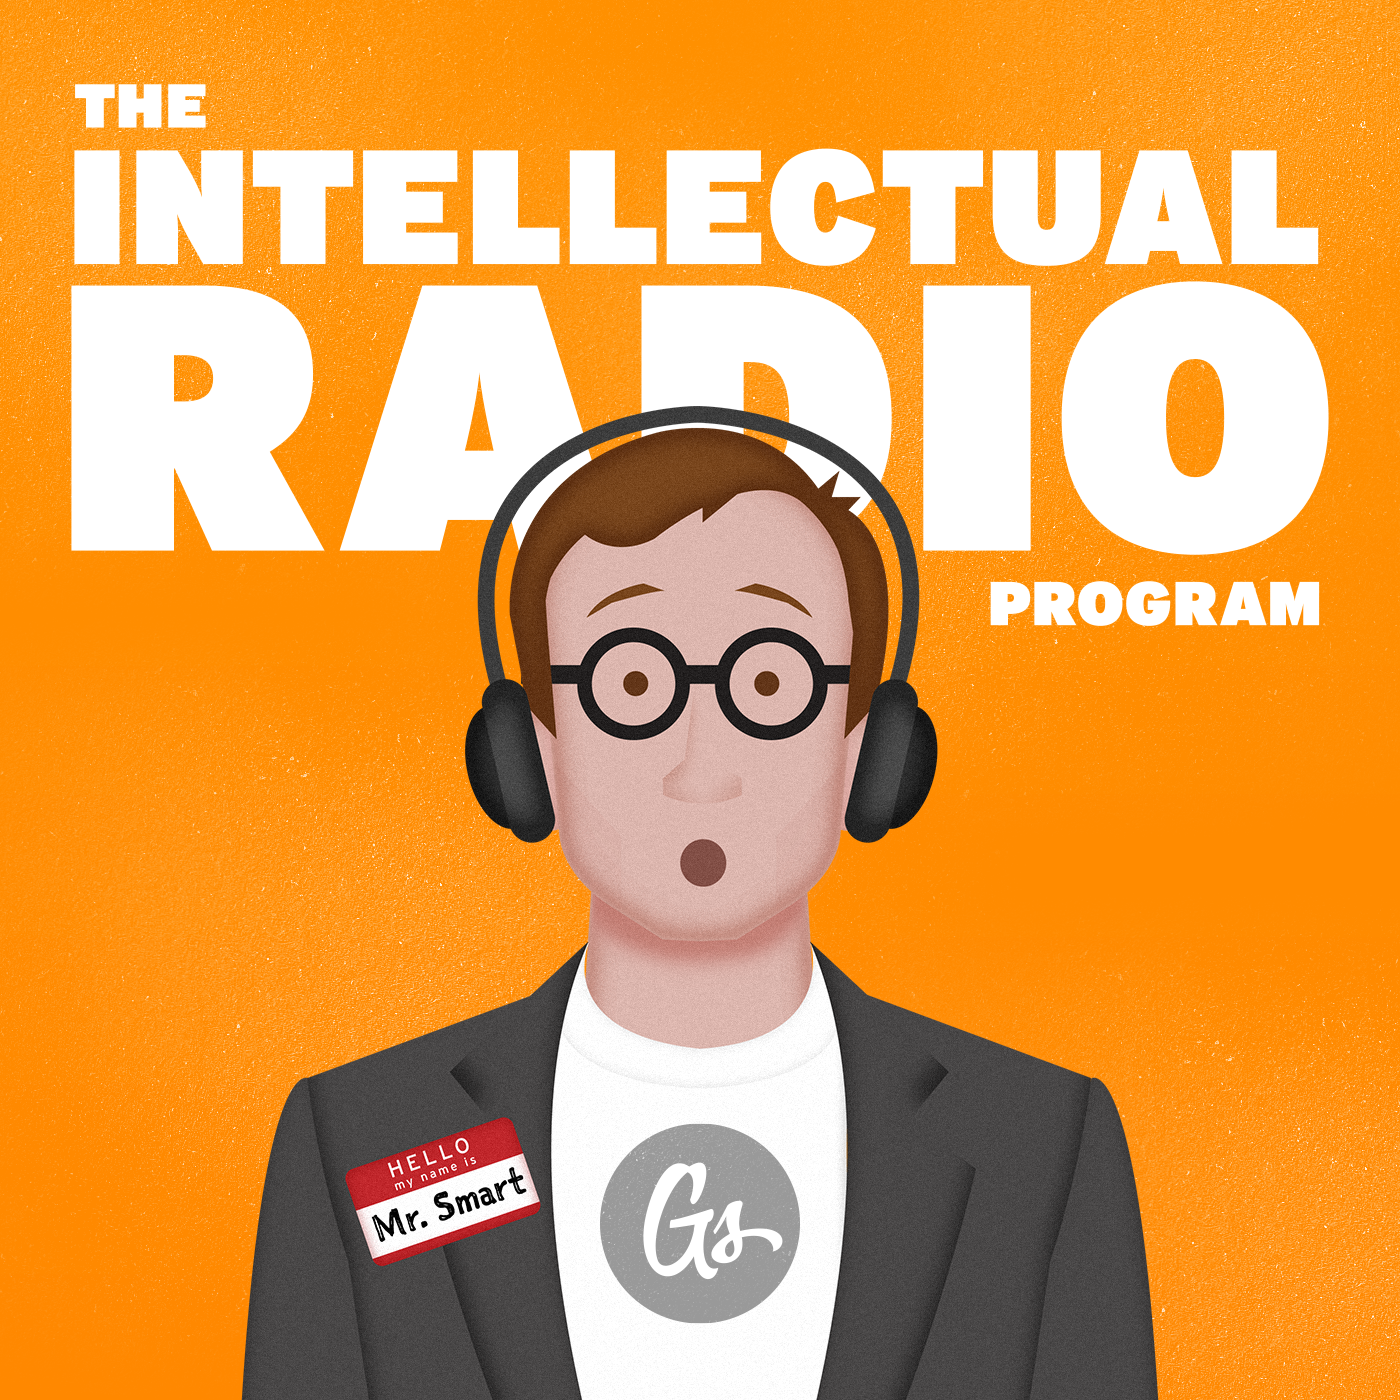 THE
INTELLECTUAL
RADIO
PROGRAM
HELLO
my name is
Mr. Smart
Gs